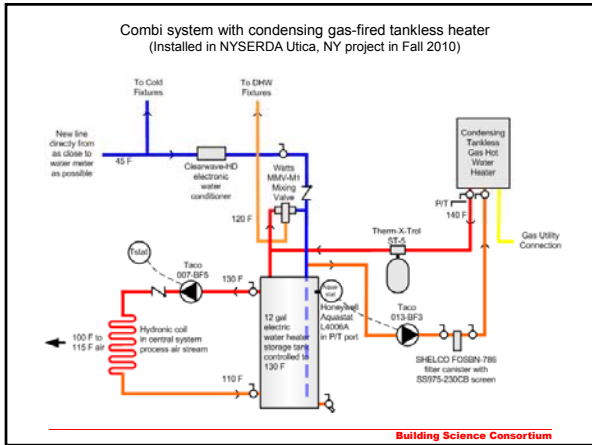 Combi system with condensing gas-fired tankless heater
(Installed in NYSERDA Utica, NY project in Fall 2010)
To Cold
Fixtures
To DHW
Fixtures
New line
directly from
as close to
water meter
as possible
45 F
Clearwave-HD
electronic
water
conditioner
Watts
MMV-M1
Mixing
Valve
120 F
Condensing
Tankless
Gas Hot
Water
Heater
P/T
140 F
Therm-X-Trol
ST-5
Gas Utility
Connection
Tstat
Taco
007-BF5
130 F
Aqua
stat
Honeywell
Aquastat
L4006A
in P/T port
Taco
013-BF3
12 gal
electric
water heater
storage tank
controlled to
130 F
Hydronic coil
in central system
process air stream
100 F to
115 F air
110 F
SHELCO FOSBN-786
filter canister with
SS975-230CB screen
Building Science Consortium